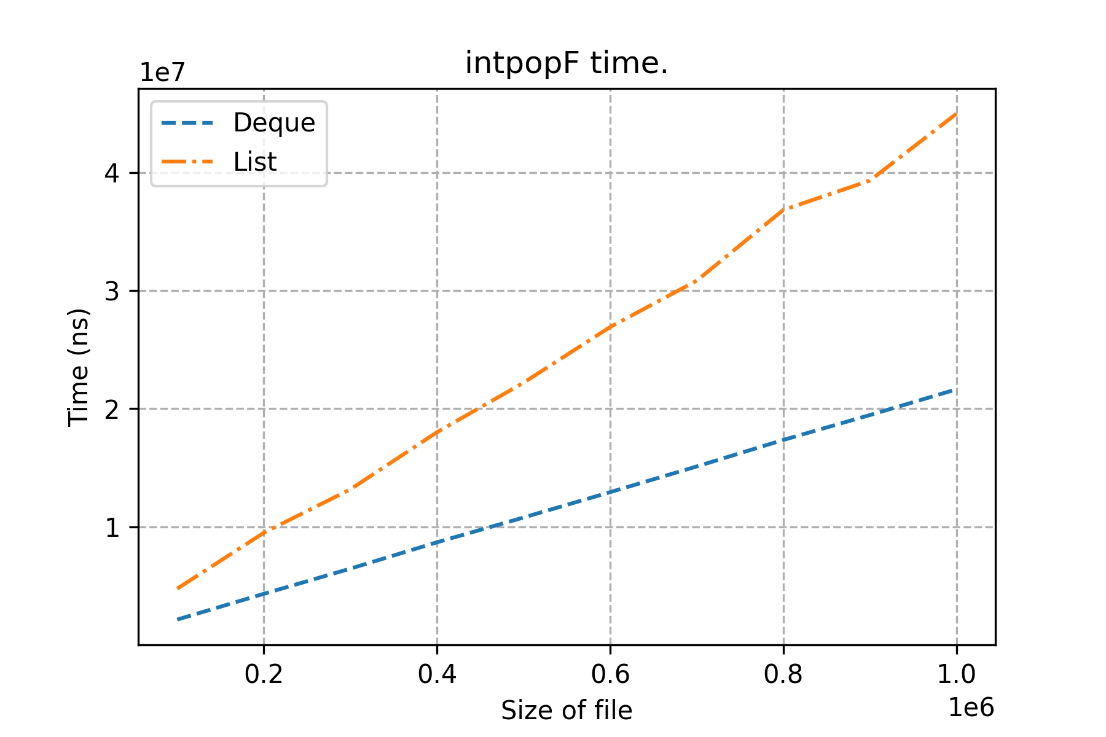 intpopF time.
1e7
Deque
List
4
3
2
1
Time (ns)
0.2 0.4 0.6 0.8 1.0
Size of file
1e6